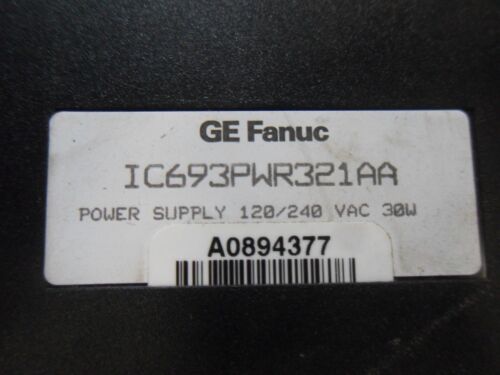 GE Fanuc
IC693PWR321AA
POWER SUPPLY 120/240 VAC 30W
A0894377